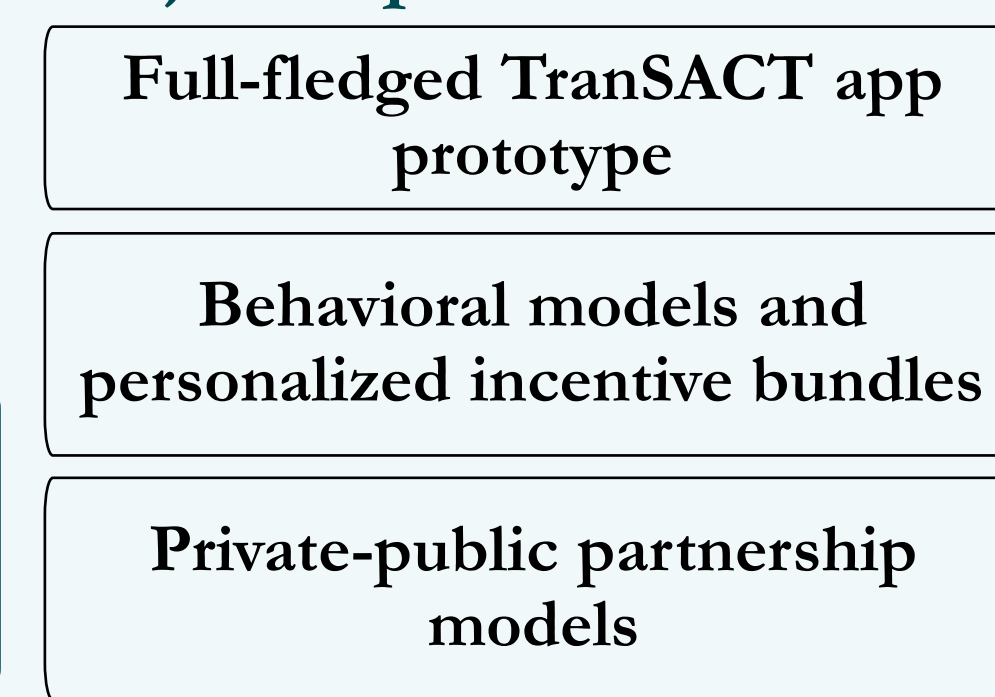 Full-fledged TranSACT app
prototype
Behavioral models and
personalized incentive bundles
Private-public partnership
models